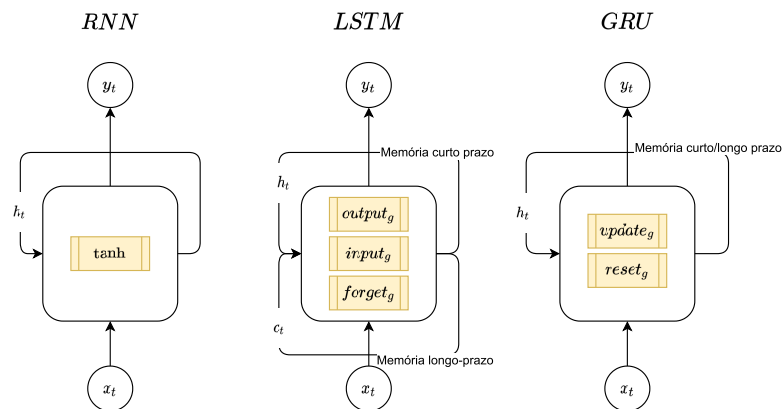 RNN
y_t
h_t
tanh
x_t
LSTM
y_t
Memória curto prazo
h_t
output_g
input_g
forget_g
c_t
Memória longo-prazo
x_t
GRU
y_t
Memória curto/longo prazo
h_t
update_g
reset_g
x_t